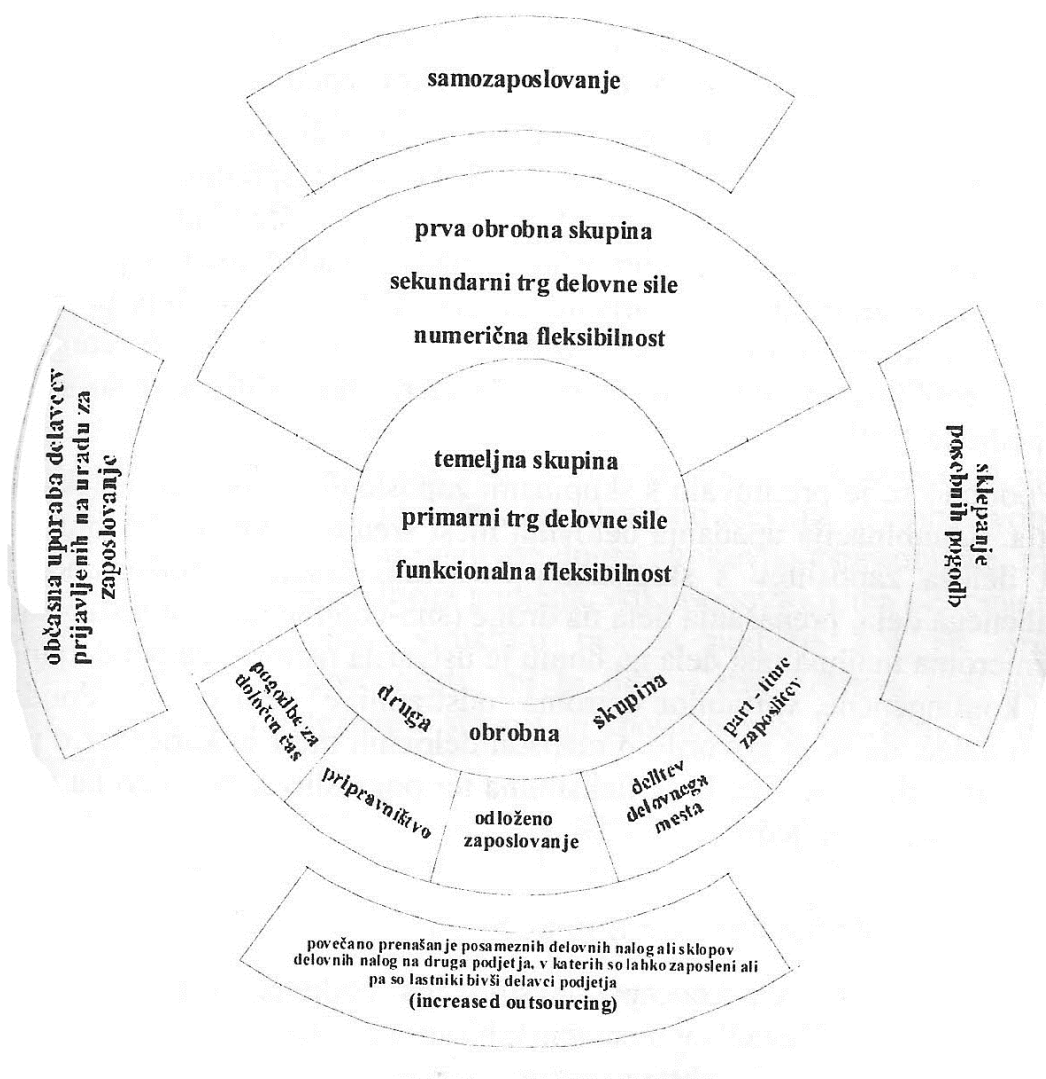 samozaposlovanje
prva obrobna skupina
sekundarni trg delovne sile
numerična fleksibilnost
občasna uporaba delavcev
prijavljenih na uradu za
zaposlovanje
temeljna skupina
primarni trg delovne sile
funkcionalna fleksibilnost
sklepanje
posebnih pogodb
druga
obrobna
skupina
pogodbe za
določen čas
pripravništvo
odloženo
zaposlovanje
delitev
delovnega
mesta
part-time
zaposlitev
povečano prenašanje posameznih delovnih nalog ali sklopov
delovnih nalog na druga podjetja, v katerih so lahko zaposleni ali
pa so lastniki bivši delavci podjetja
(increased outsourcing)